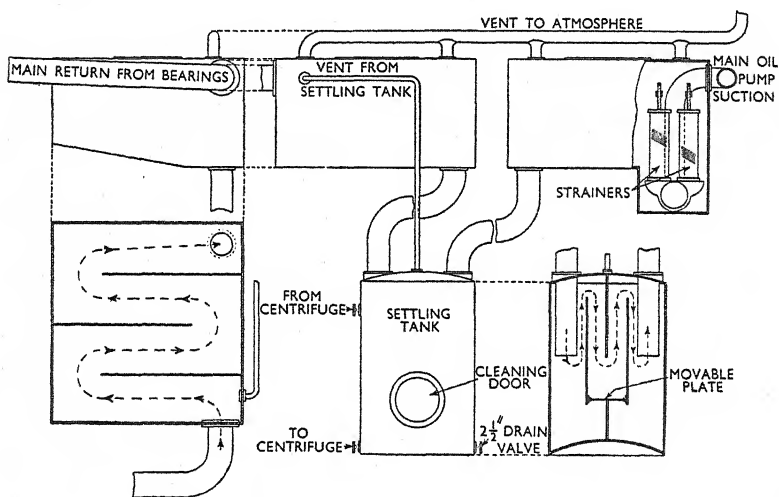 VENT TO ATMOSPHERE
MAIN RETURN FROM BEARINGS
VENT FROM
SETTLING TANK
MAIN OIL
PUMP
SUCTION
STRAINERS
FROM
CENTRIFUGE
SETTLING
TANK
CLEANING
DOOR
MOVABLE
PLATE
TO
CENTRIFUGE
2½" DRAIN
VALVE